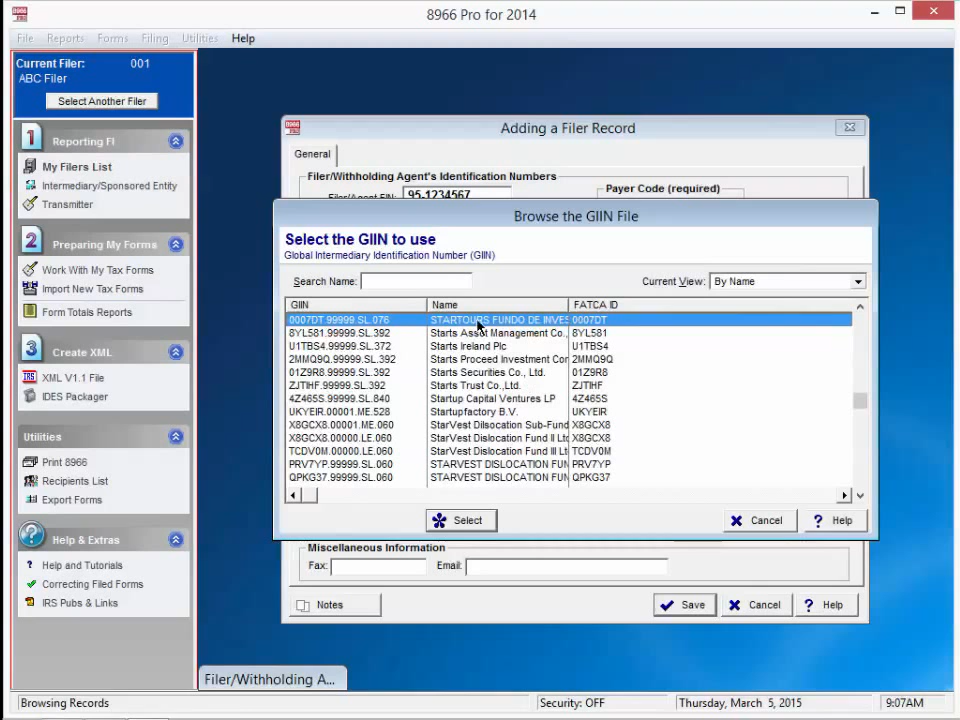 8966 Pro for 2014
File Reports Forms Filing Utilities Help
Current Filer: 001
ABC Filer
Select Another Filer
1 Reporting FI
My Filers List
Intermediary/Sponsored Entity
Transmitter
2 Preparing My Forms
Work With My Tax Forms
Import New Tax Forms
Form Totals Reports
3 Create XML
XML V1.1 File
IDES Packager
Utilities
Print 8966
Recipients List
Export Forms
Help & Extras
Help and Tutorials
Correcting Filed Forms
IRS Pubs & Links
Adding a Filer Record
General
Filer/Withholding Agent's Identification Numbers
Filer/Agent EIN: 95-1234567
Payer Code (required)
Browse the GIIN File
Select the GIIN to use
Global Intermediary Identification Number (GIIN)
Search Name:
Current View: By Name
GIIN Name FATCA ID
0007DT.99999.SL.076 STARTOURS FUNDO DE INVES 0007DT
8YL581.99999.SL.392 Starts Asset Management Co., 8YL581
U1TBS4.99999.SL.372 Starts Ireland Plc U1TBS4
2MMQ9Q.99999.SL.392 Starts Proceed Investment Cor 2MMQ9Q
01Z9R8.99999.SL.392 Starts Securities Co., Ltd. 01Z9R8
ZJTIHF.99999.SL.392 Starts Trust Co.,Ltd. ZJTIHF
4Z465S.99999.SL.840 Startup Capital Ventures LP 4Z465S
UKYEIR.00001.ME.528 Startupfactory B.V. UKYEIR
X8GCX8.00001.ME.060 StarVest Dilsocation Sub-Fund X8GCX8
X8GCX8.00000.LE.060 StarVest Dislocation Fund II Ltd X8GCX8
TCDV0M.00000.LE.060 StarVest Dislocation Fund III Lt TCDV0M
PRV7YP.99999.SL.060 STARVEST DISLOCATION FUN PRV7YP
QPKG37.99999.SL.060 STARVEST DISLOCATION FUN QPKG37
Select Cancel Help
Miscellaneous Information
Fax: Email:
Notes Save Cancel Help
Filer/Withholding A...
Browsing Records Security: OFF Thursday, March 5, 2015 9:07AM